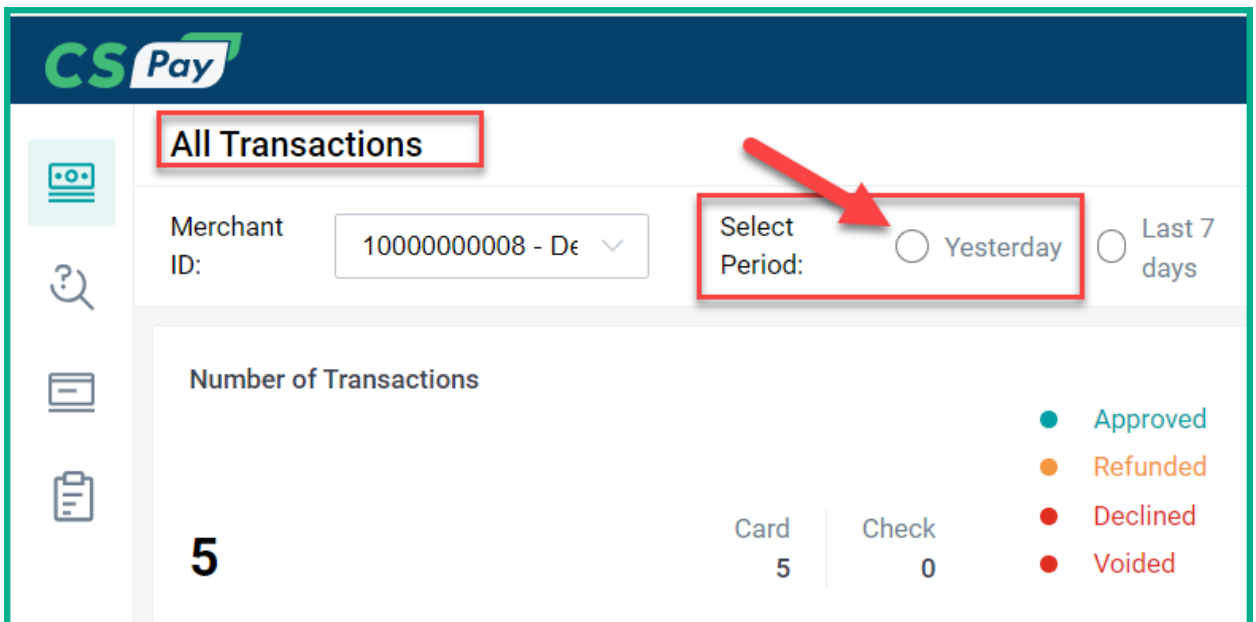 CS Pay
All Transactions
Merchant
ID:
10000000008 - De
Select
Period:
Yesterday
Last 7
days
Number of Transactions
5
Card
5
Check
0
Approved
Refunded
Declined
Voided